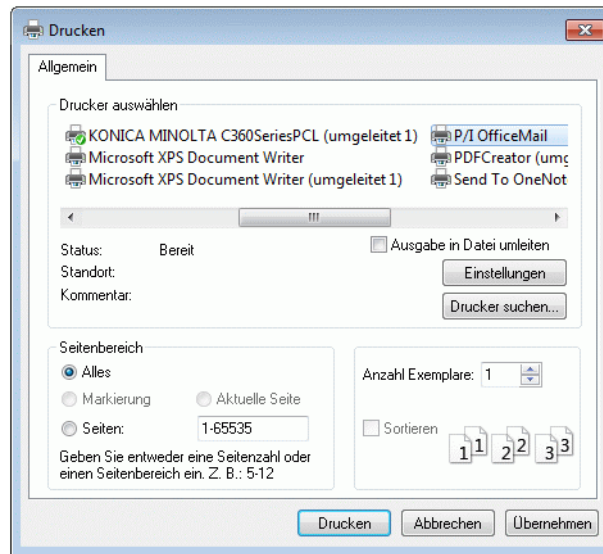 Drucken
Allgemein
Drucker auswählen
KONICA MINOLTA C360SeriesPCL (umgeleitet 1) P/I OfficeMail
Microsoft XPS Document Writer PDFCreator (umg
Microsoft XPS Document Writer (umgeleitet 1) Send To OneNot
Status: Bereit Ausgabe in Datei umleiten
Standort: Einstellungen
Kommentar: Drucker suchen...
Seitenbereich
Alles
Markierung Aktuelle Seite
Seiten: 1-65535
Geben Sie entweder eine Seitenzahl oder
einen Seitenbereich ein. Z. B.: 5-12
Anzahl Exemplare: 1
Sortieren
1 1 2 2 3 3
Drucken Abbrechen Übernehmen